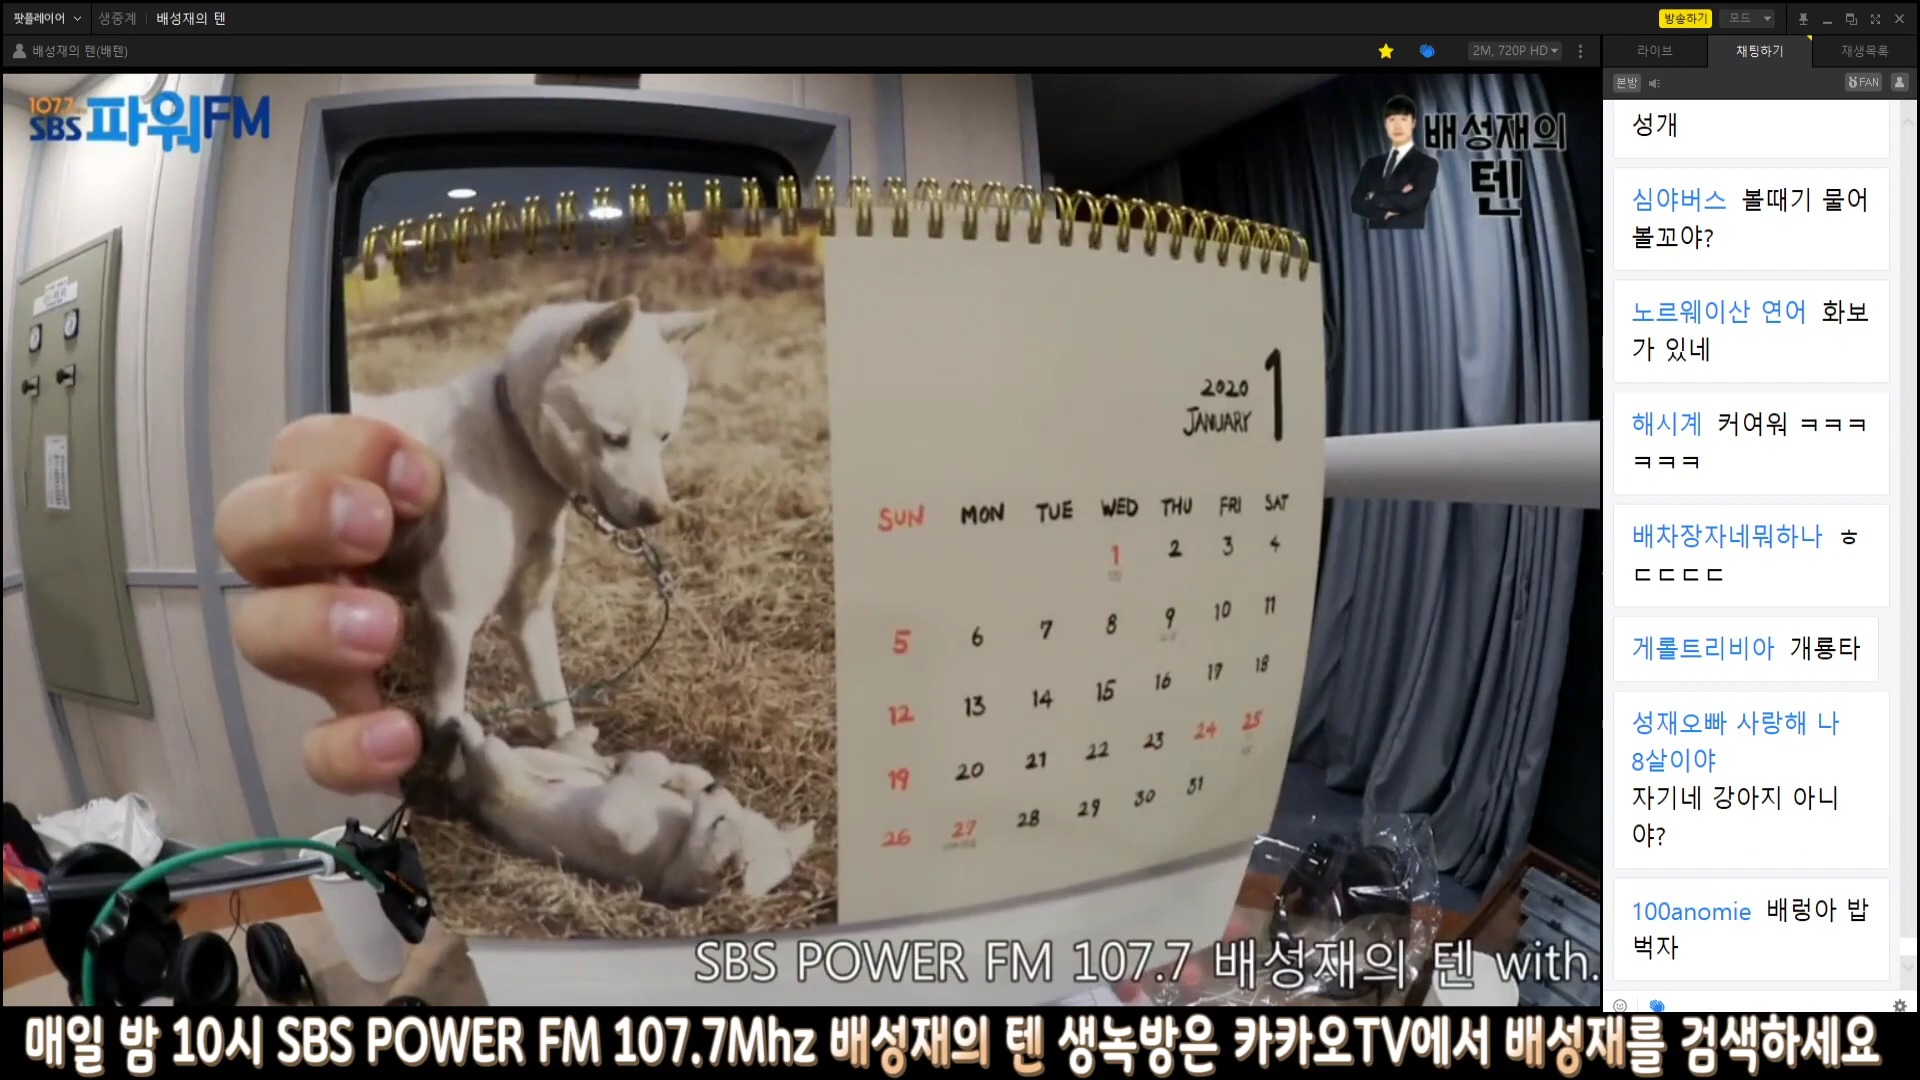 팟플레이어
생중계
배성재의 텐
방송하기
모드
배성재의 텐(배텐)
2M, 720P HD
라이브
채팅하기
재생목록
본방
FAN
107.7
SBS 파워FM
배성재의
텐
2020
JANUARY
1
SUN MON TUE WED THU FRI SAT
1 2 3 4
5 6 7 8 9 10 11
12 13 14 15 16 17 18
19 20 21 22 23 24 25
26 27 28 29 30 31
SBS POWER FM 107.7 배성재의 텐 with.
성개
심야버스 볼때기 물어
볼꼬야?
노르웨이산 연어 화보
가 있네
해시계 커여워 ㅋㅋㅋ
ㅋㅋㅋ
배차장자네뭐하나 ㅎ
ㄷㄷㄷㄷ
게롤트리비아 개룡타
성재오빠 사랑해 나
8살이야
자기네 강아지 아니
야?
100anomie 배렁아 밥
벅자
매일 밤 10시 SBS POWER FM 107.7Mhz 배성재의 텐 생녹방은 카카오TV에서 배성재를 검색하세요